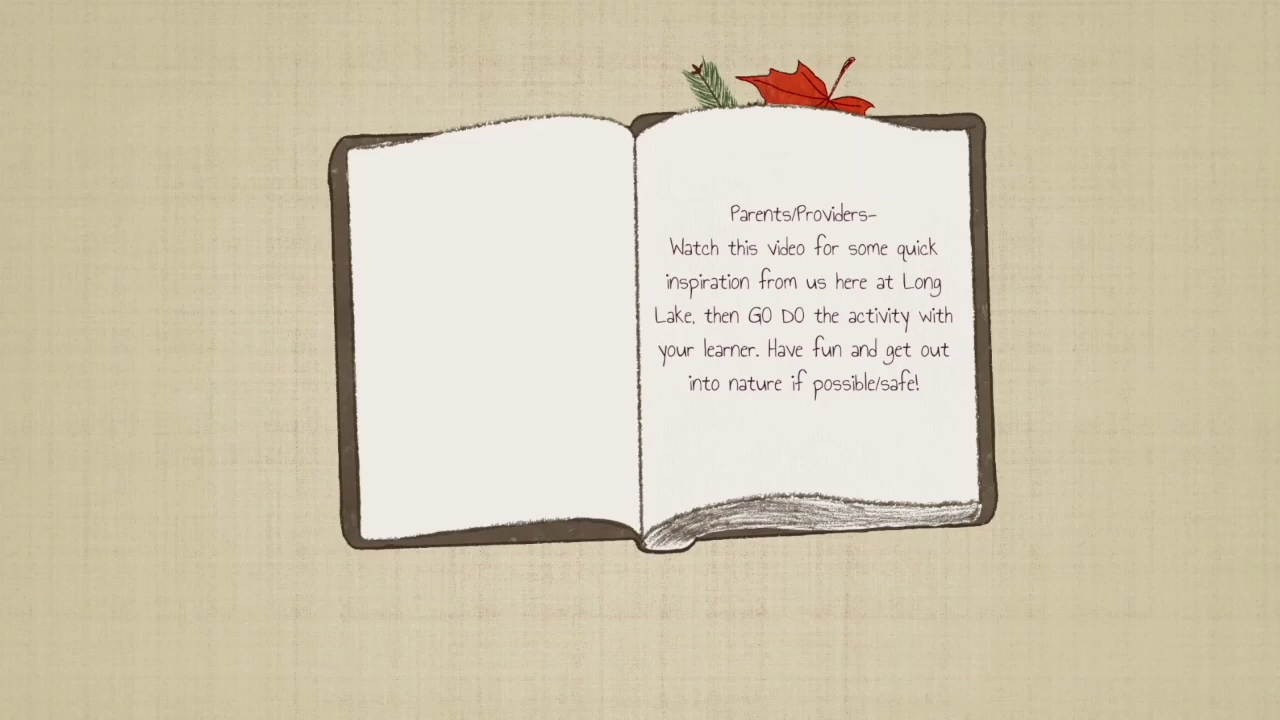 Parents/Providers-
Watch this video for some quick
inspiration from us here at Long
Lake, then GO DO the activity with
your learner. Have fun and get out
into nature if possible/safe!